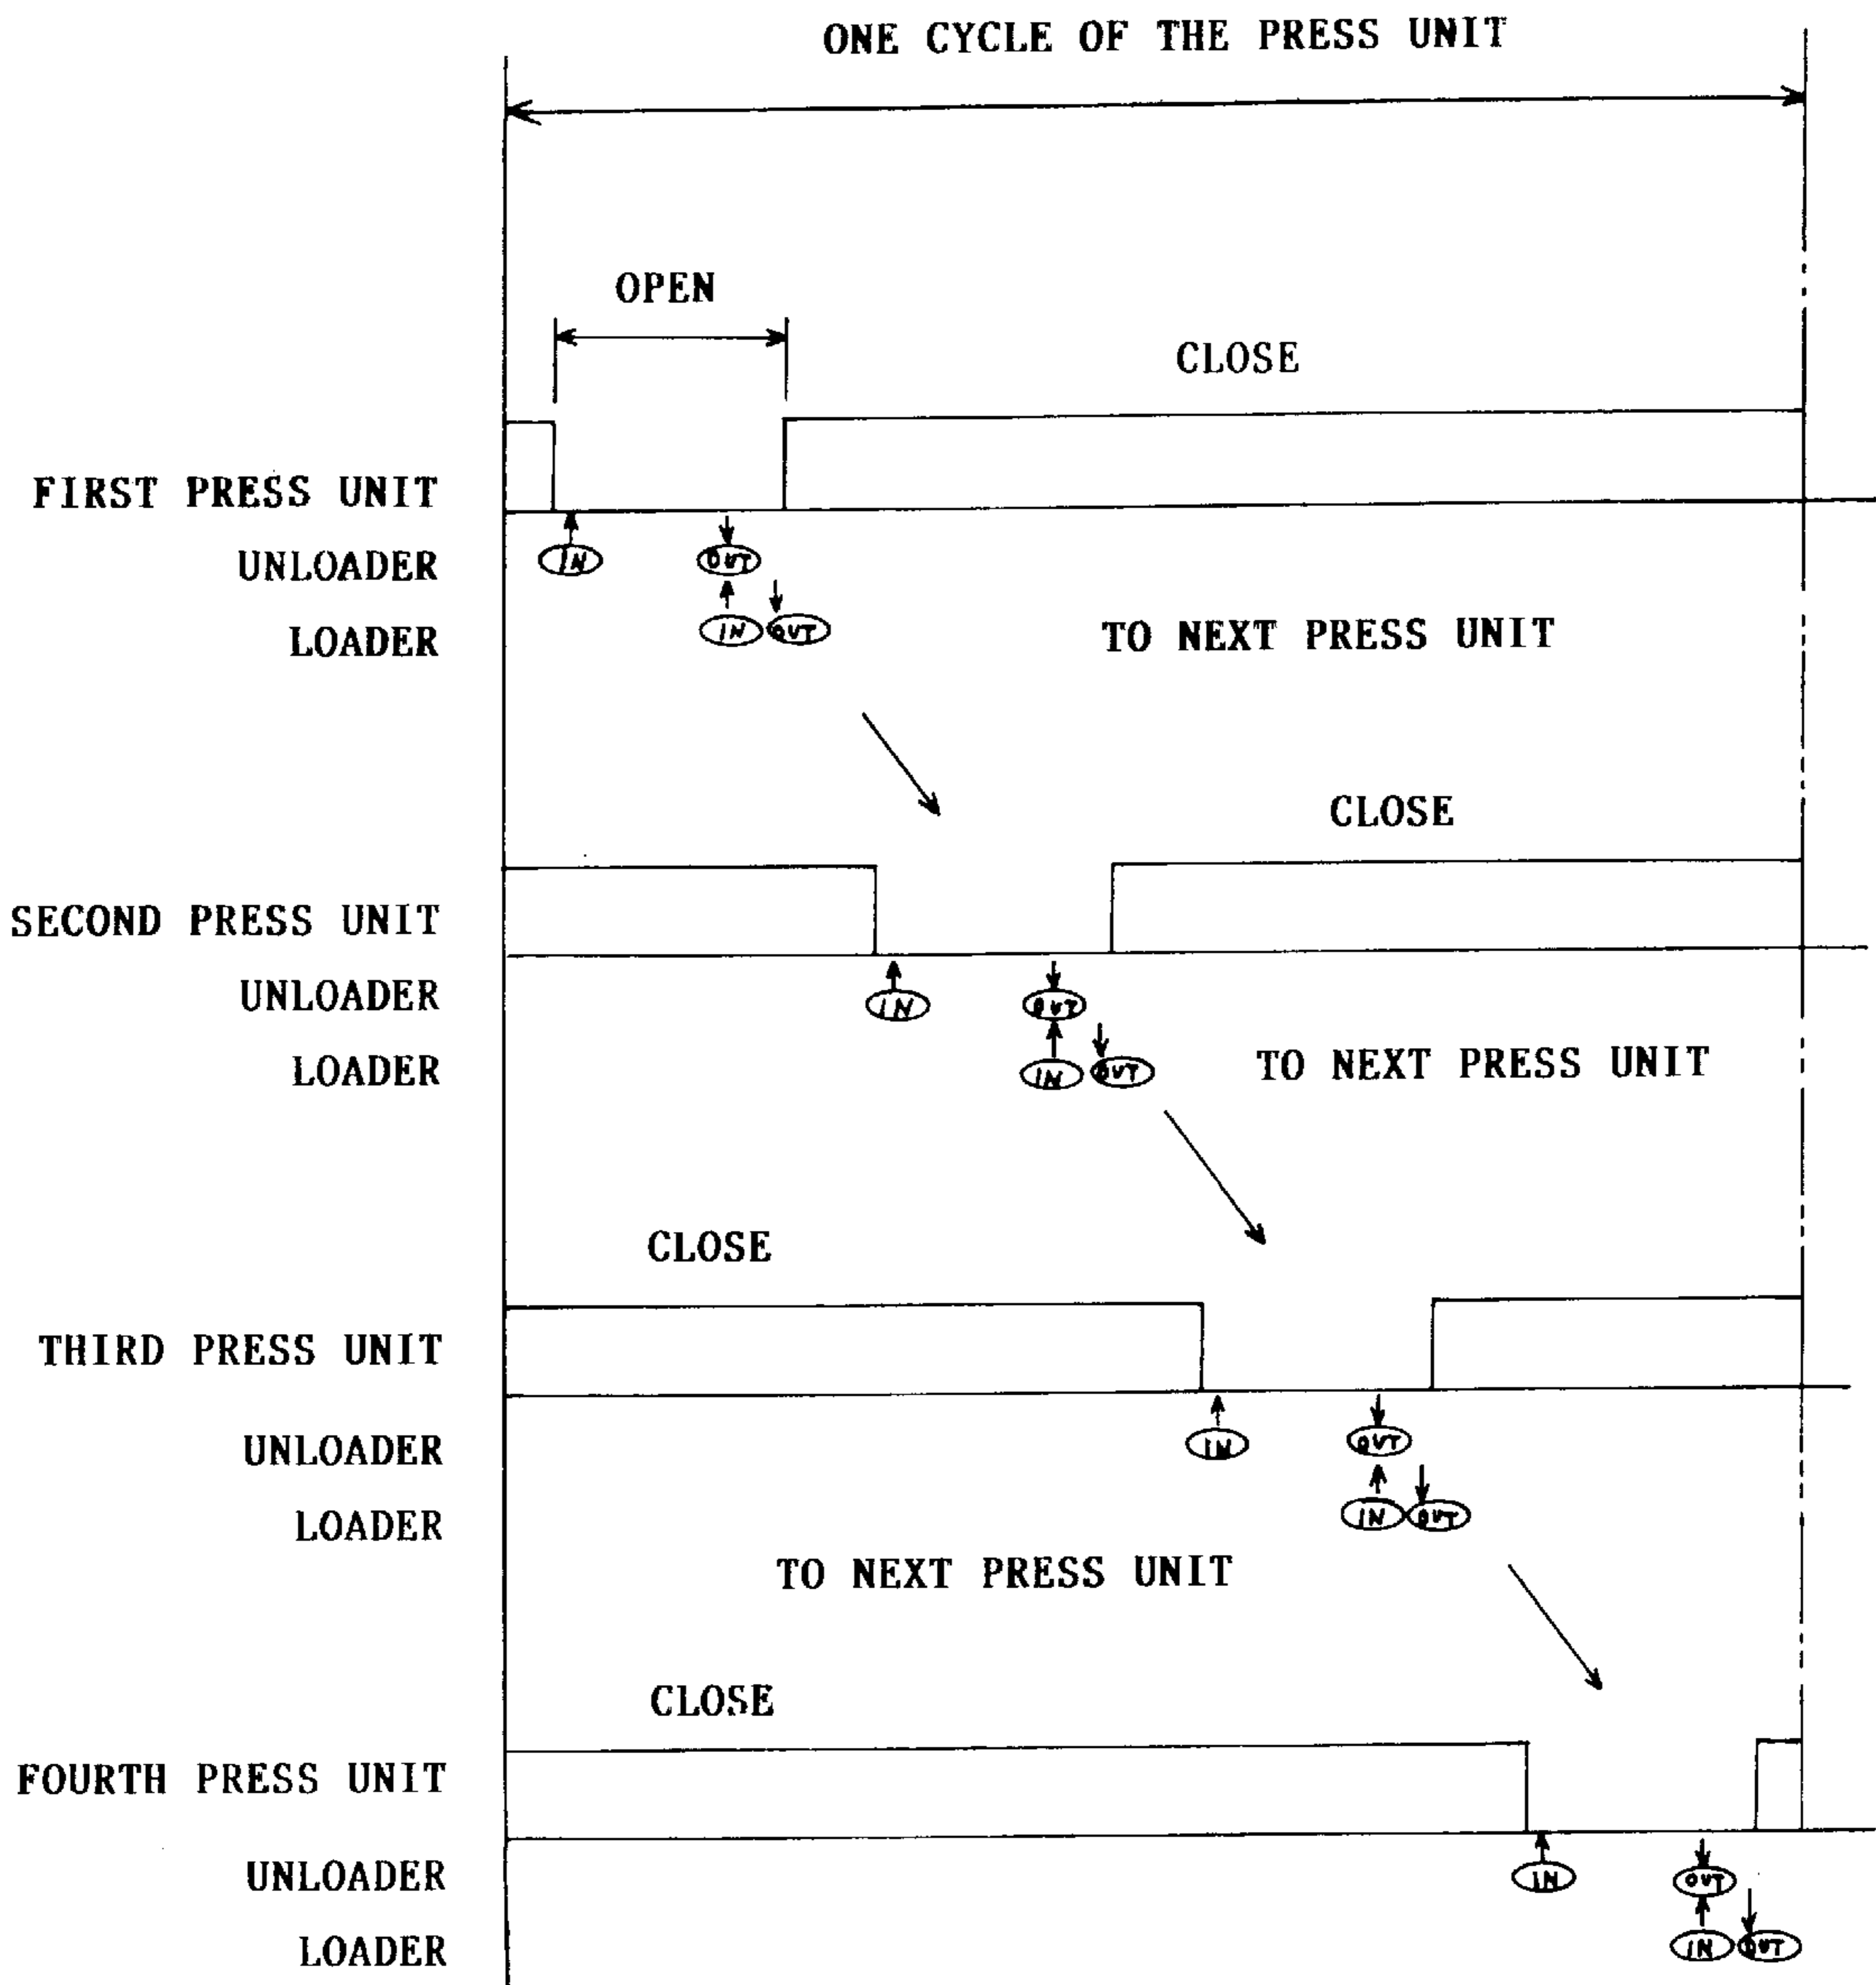 ONE CYCLE OF THE PRESS UNIT
OPEN
CLOSE
FIRST PRESS UNIT
UNLOADER IN OUT
LOADER IN OUT
TO NEXT PRESS UNIT
CLOSE
SECOND PRESS UNIT
UNLOADER IN OUT
LOADER IN OUT
TO NEXT PRESS UNIT
CLOSE
THIRD PRESS UNIT
UNLOADER IN OUT
LOADER IN OUT
TO NEXT PRESS UNIT
CLOSE
FOURTH PRESS UNIT
UNLOADER IN OUT
LOADER IN OUT